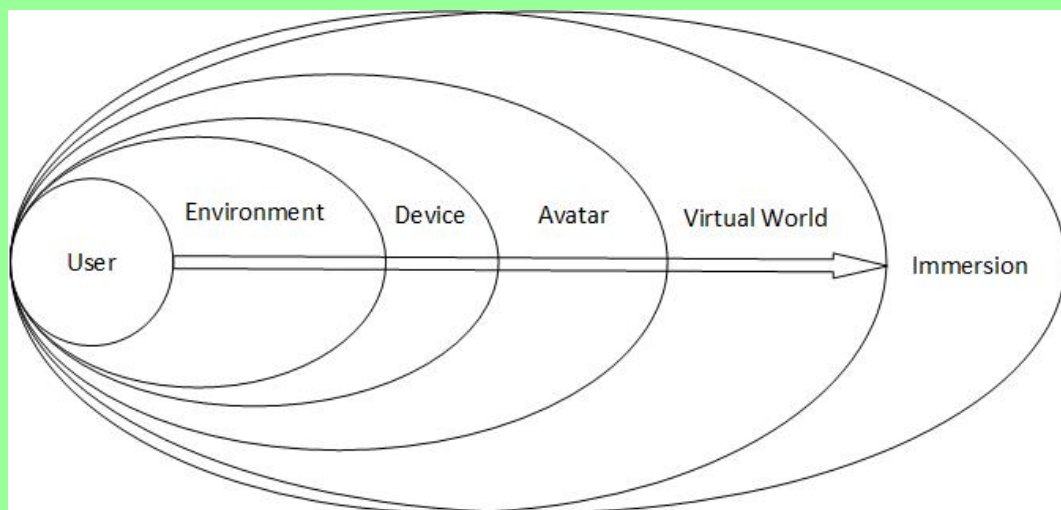 User
Environment
Device
Avatar
Virtual World
Immersion